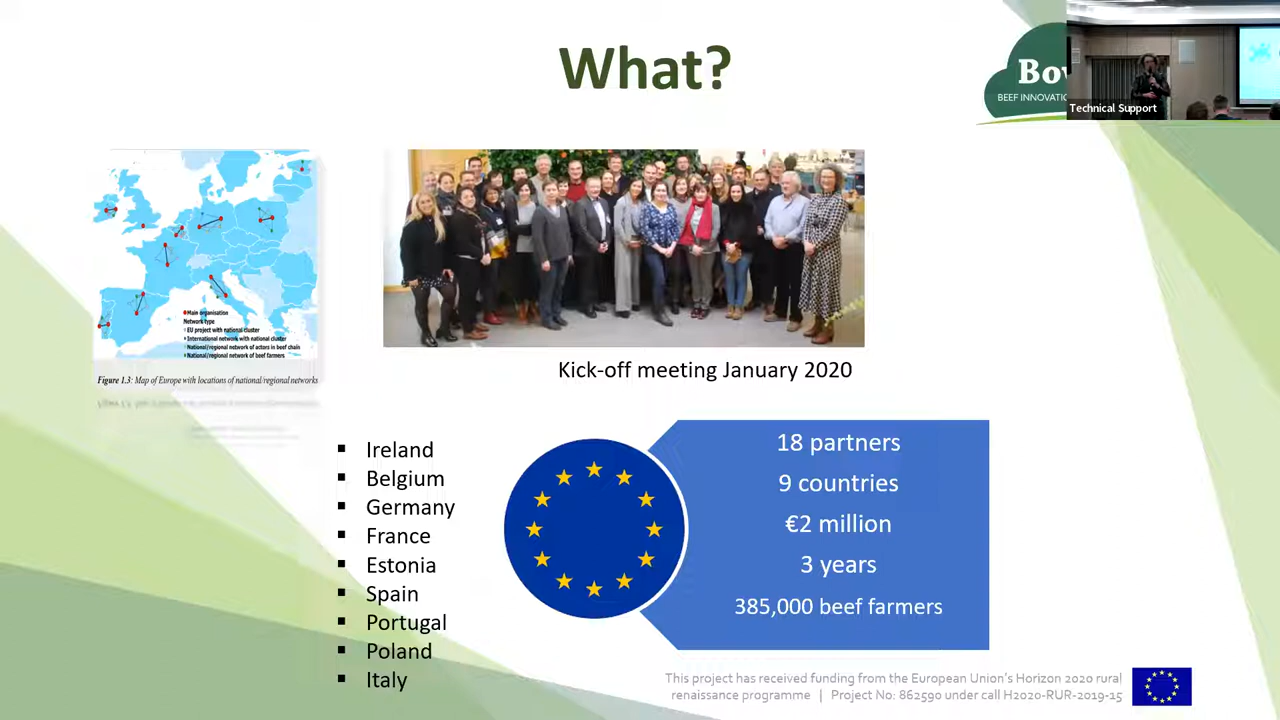 What?
Bov
BEEF INNOVATIO
Technical Support
Main organisation
Network type
EU project with national cluster
International network with national cluster
National/regional network of actors in beef chain
National/regional network of beef farmers
Figure 1.3: Map of Europe with locations of national/regional networks
Kick-off meeting January 2020
Ireland
Belgium
Germany
France
Estonia
Spain
Portugal
Poland
Italy
18 partners
9 countries
€2 million
3 years
385,000 beef farmers
This project has received funding from the European Union's Horizon 2020 rural
renaissance programme | Project No: 862590 under call H2020-RUR-2019-15